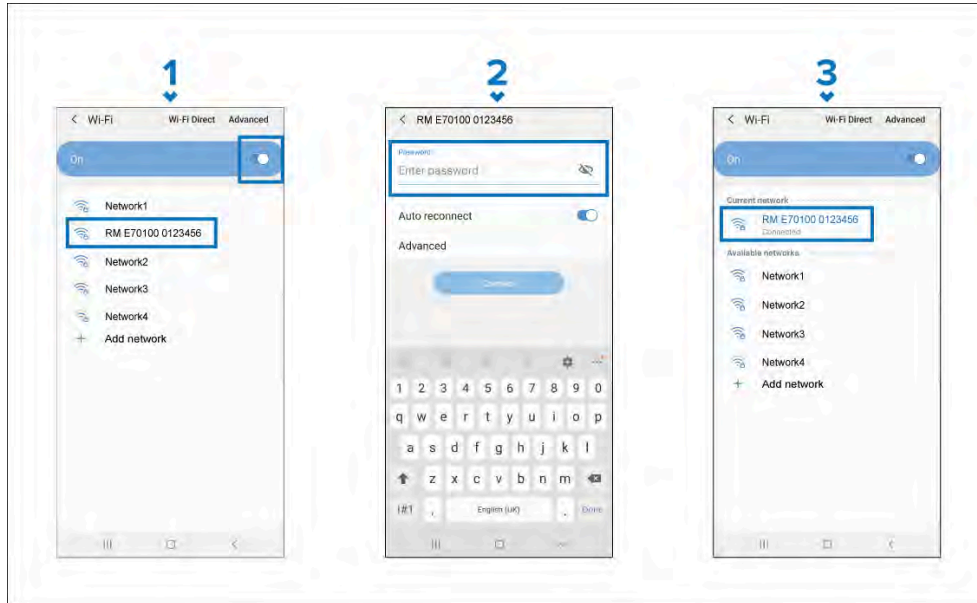 1
< Wi-Fi Wi-Fi Direct Advanced
On
Network1
RM E70100 0123456
Network2
Network3
Network4
+ Add network
2
< RM E70100 0123456
Password
Enter password
Auto reconnect
Advanced
Connect
1 2 3 4 5 6 7 8 9 0
q w e r t y u i o p
a s d f g h j k l
z x c v b n m
!#1 , English (UK) . Done
3
< Wi-Fi Wi-Fi Direct Advanced
On
Current network
RM E70100 0123456
Connected
Available networks
Network1
Network2
Network3
Network4
+ Add network